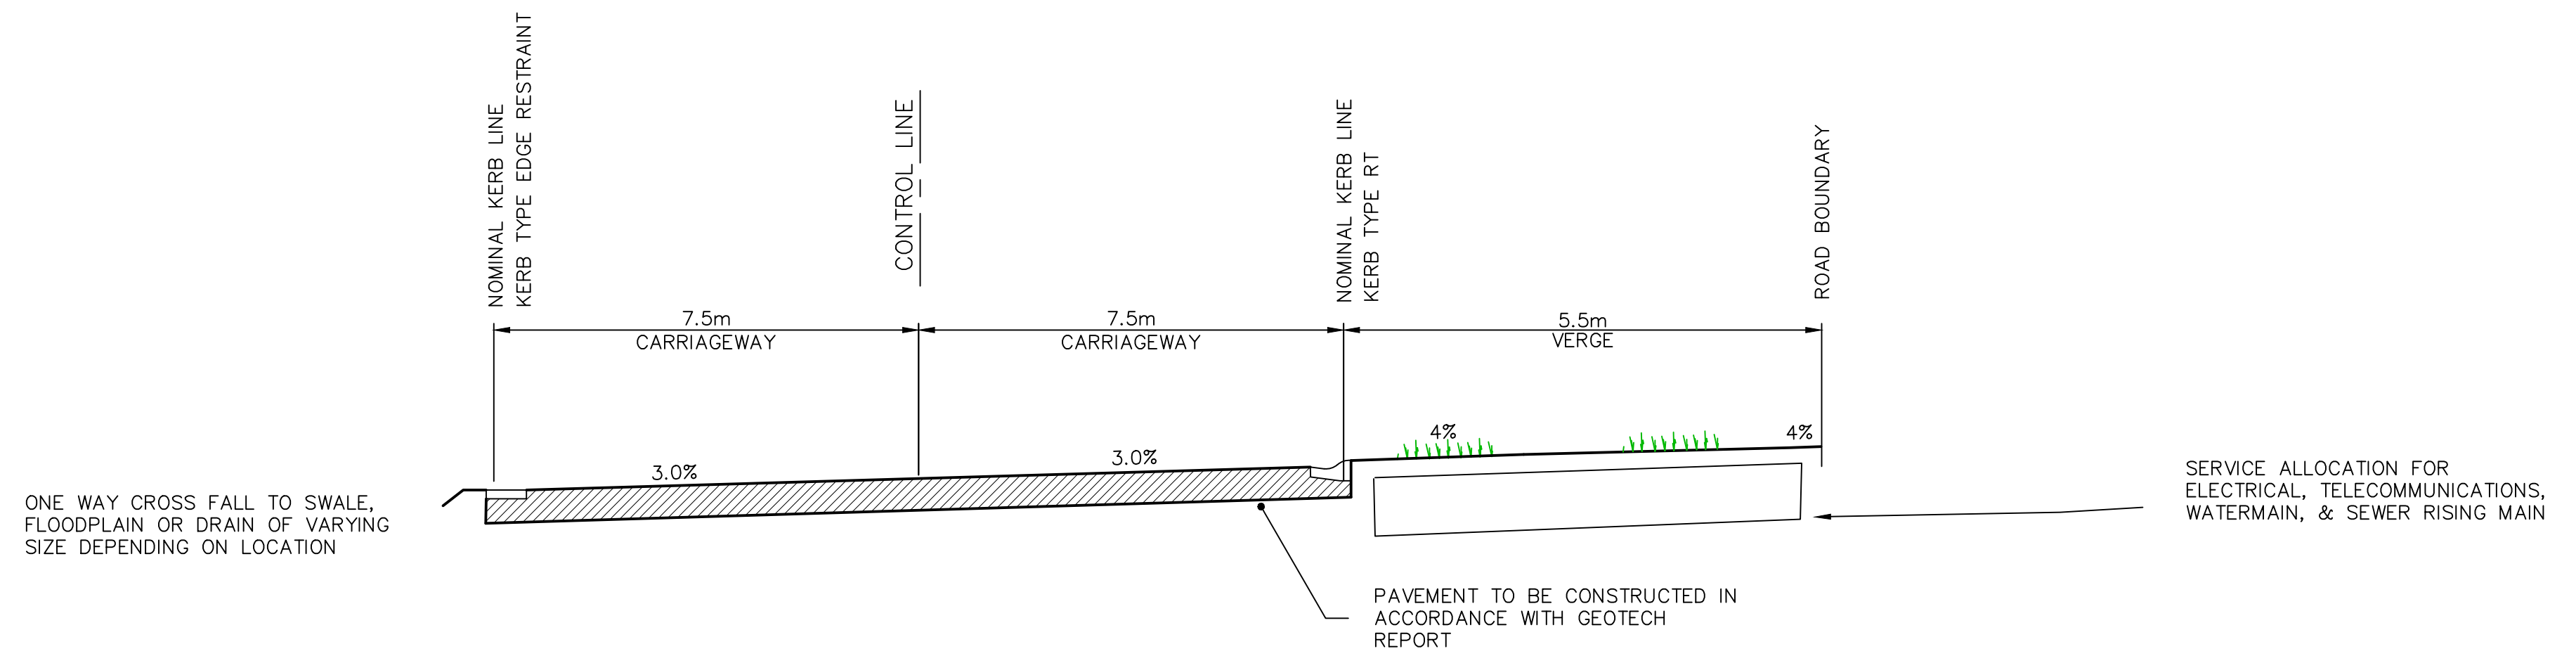 NOMINAL KERB LINE
KERB TYPE EDGE RESTRAINT
CONTROL LINE
NOMINAL KERB LINE
KERB TYPE RT
ROAD BOUNDARY
7.5m
CARRIAGEWAY
7.5m
CARRIAGEWAY
5.5m
VERGE
3.0%
3.0%
4%
4%
ONE WAY CROSS FALL TO SWALE,
FLOODPLAIN OR DRAIN OF VARYING
SIZE DEPENDING ON LOCATION
SERVICE ALLOCATION FOR
ELECTRICAL, TELECOMMUNICATIONS,
WATERMAIN, & SEWER RISING MAIN
PAVEMENT TO BE CONSTRUCTED IN
ACCORDANCE WITH GEOTECH
REPORT